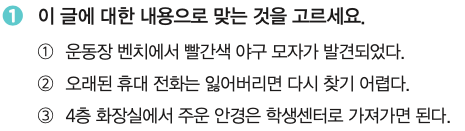 1 이 글에 대한 내용으로 맞는 것을 고르세요.
① 운동장 벤치에서 빨간색 야구 모자가 발견되었다.
② 오래된 휴대 전화는 잃어버리면 다시 찾기 어렵다.
③ 4층 화장실에서 주운 안경은 학생센터로 가져가면 된다.